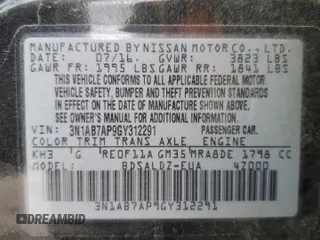 MANUFACTURED BY NISSAN MOTOR CO., LTD.
DATE: 07/16 GVWR: 3823 LBS
GAWR FR: 1995 LBS GAWR RR: 1841 LBS
THIS VEHICLE CONFORMS TO ALL APPLICABLE FEDERAL MOTOR
VEHICLE SAFETY, BUMPER AND THEFT PREVENTION STANDARDS
IN EFFECT ON THE DATE OF MANUFACTURE SHOWN ABOVE.
* SEE OWNER'S MANUAL FOR MORE INFORMATION.
VIN: 3N1AB7AP9GY312291 PASSENGER CAR.
COLOR TRIM TRANS AXLE ENGINE
KH3 G RE0F11A GM35 MRA8DE 1798 CC
MODEL: BDSALDZ-EUA 4Z000
3N1AB7AP9GY312291
DREAMBID